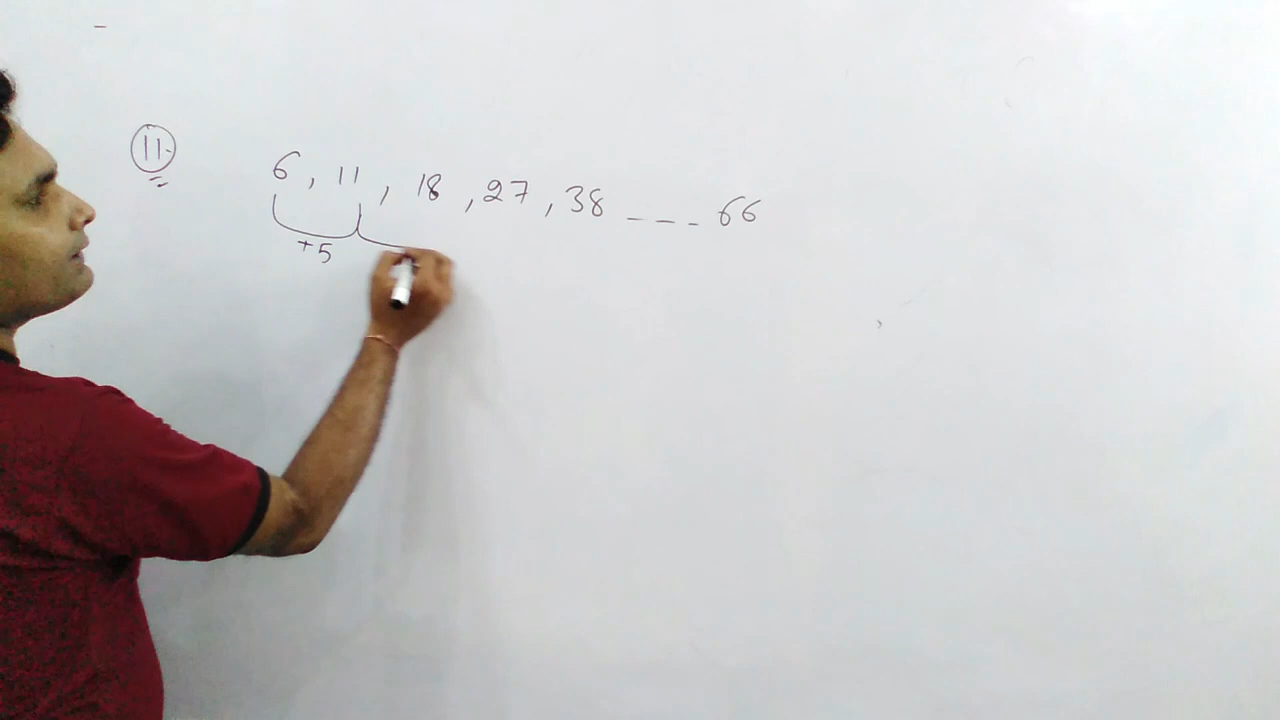 11.
6, 11, 18, 27, 38 _ _ _ 66
+5